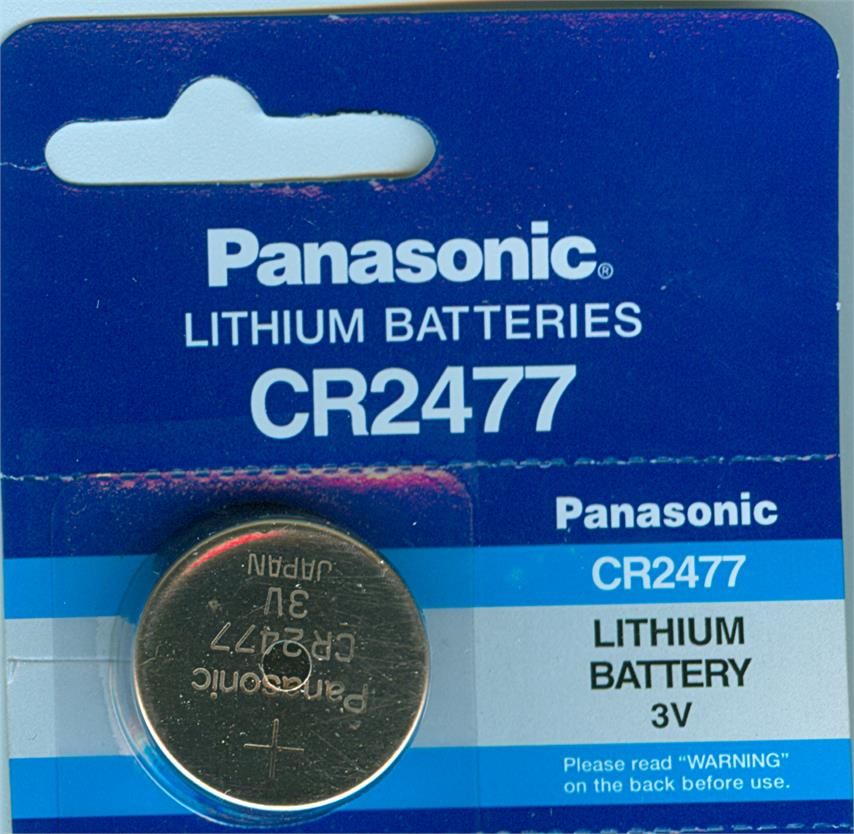 Panasonic®
LITHIUM BATTERIES
CR2477
Panasonic
CR2477
LITHIUM
BATTERY
3V
Please read “WARNING”
on the back before use.
+
Panasonic
CR2477
3V
JAPAN